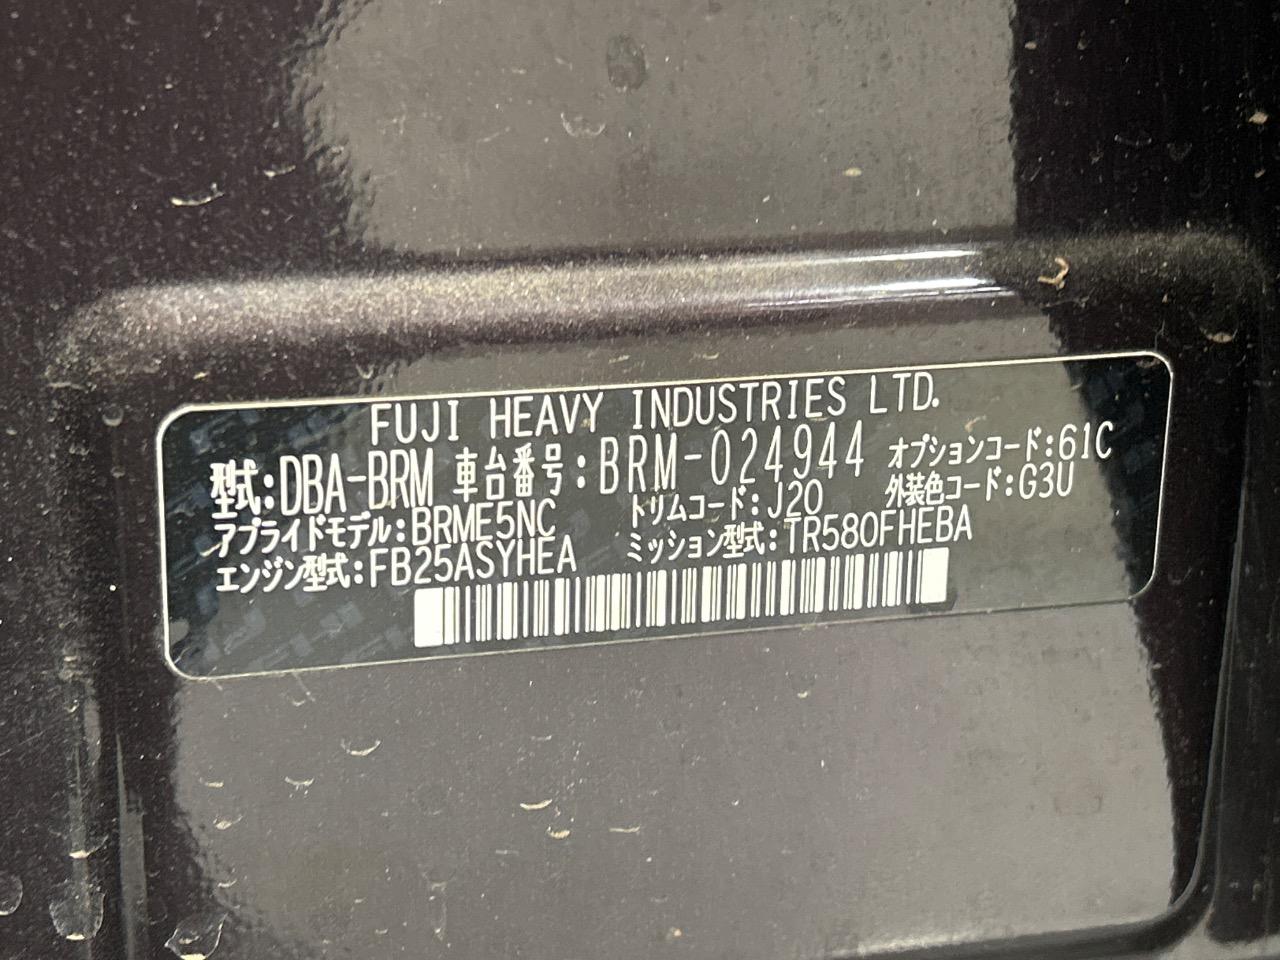 FUJI HEAVY INDUSTRIES LTD.
型式:DBA-BRM 車台番号:BRM-024944 オプションコード:61C
アプライドモデル:BRME5NC トリムコード:J20 外装色コード:G3U
エンジン型式:FB25ASYHEA ミッション型式:TR580FHEBA